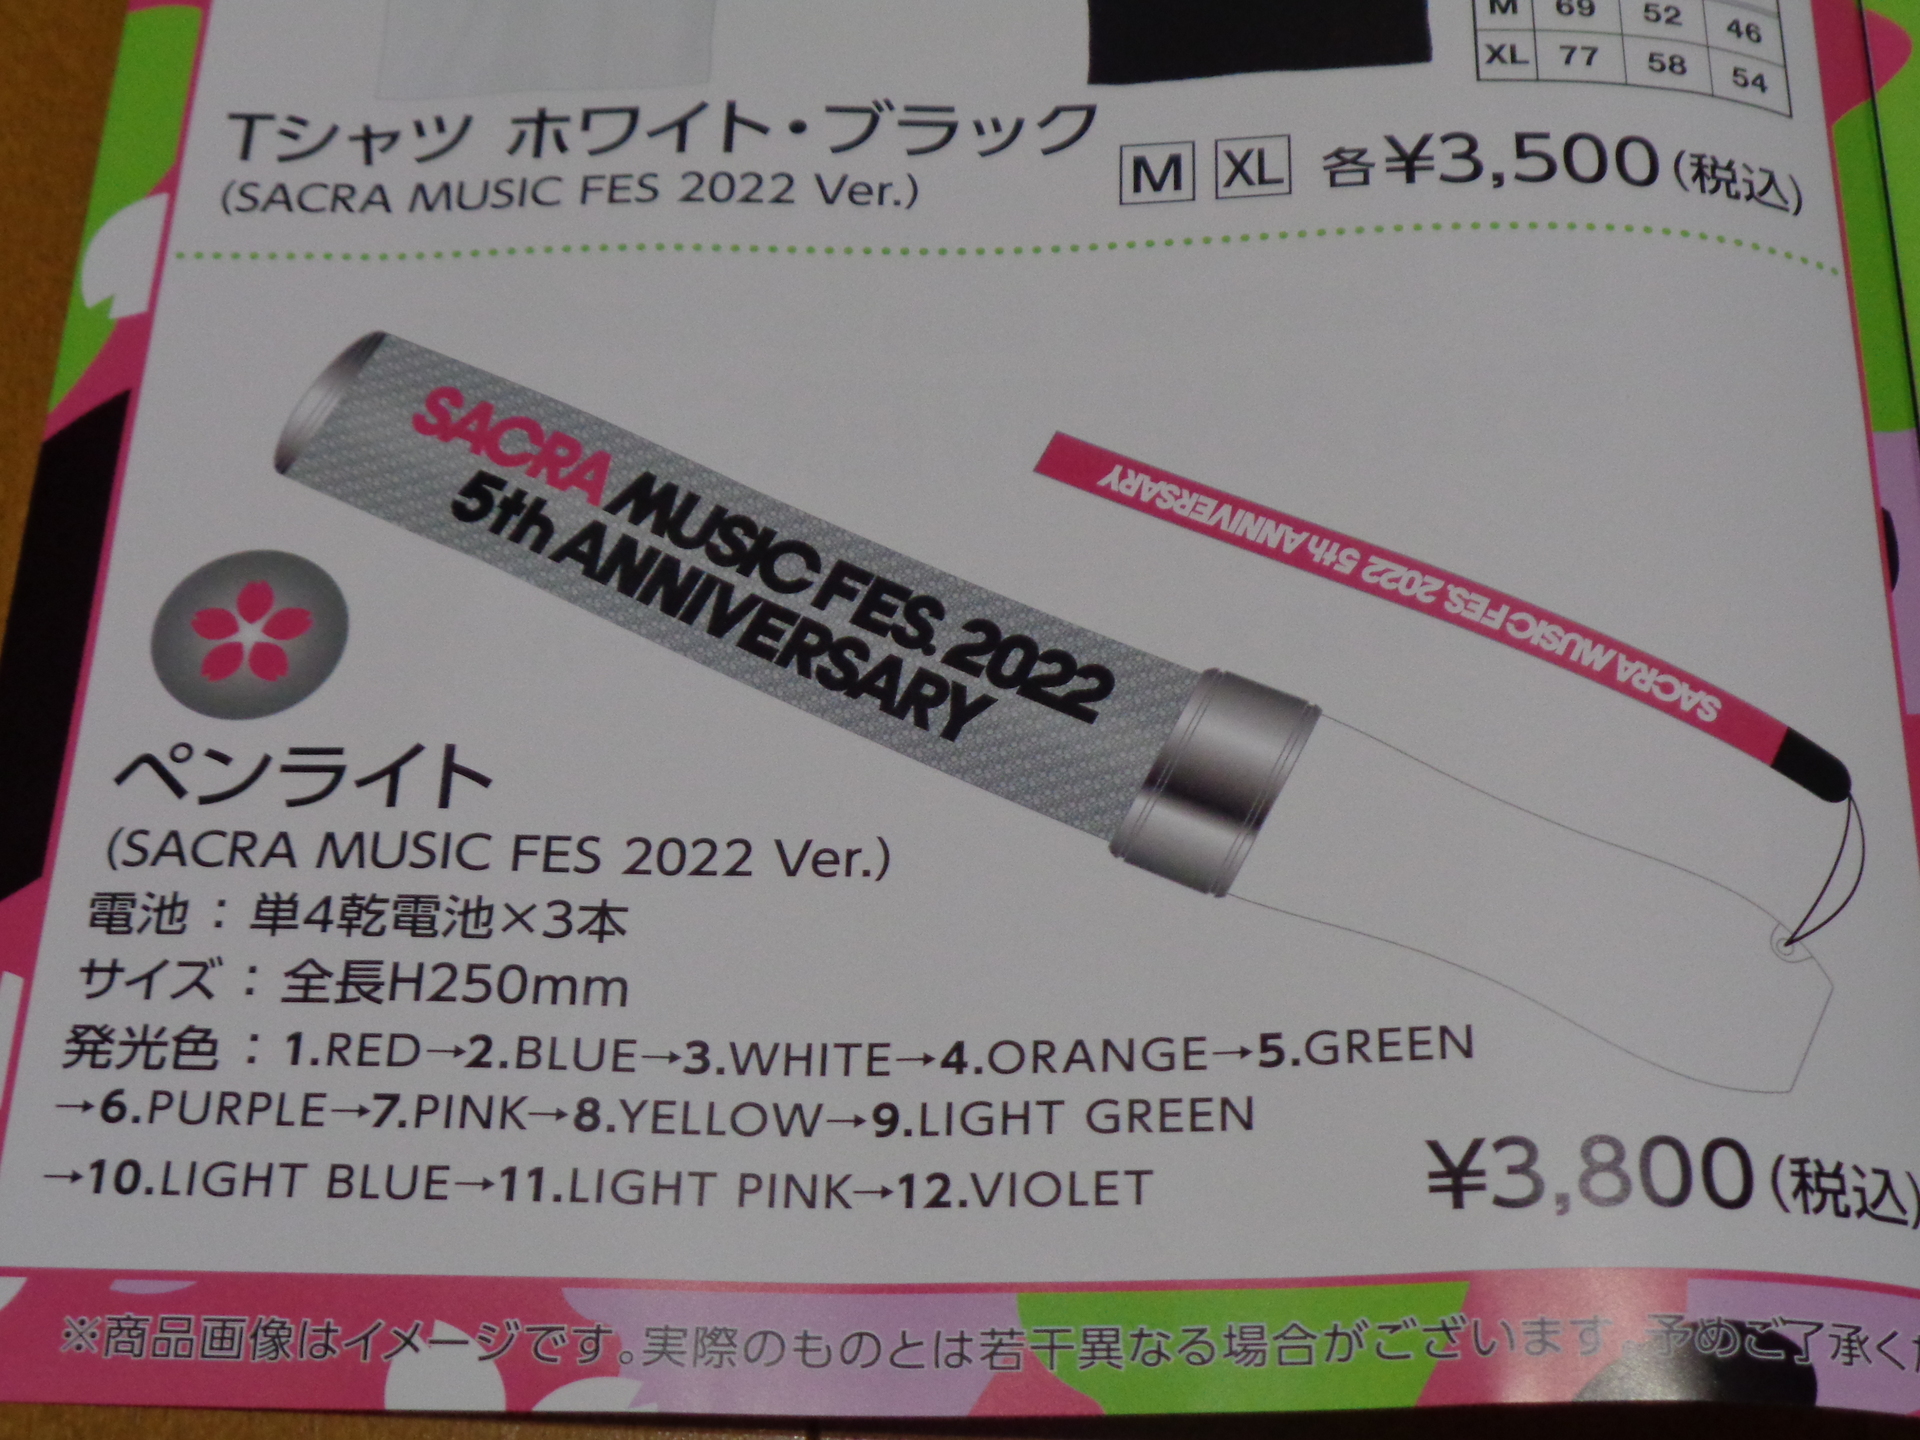 M 69 52 46
XL 77 58 54
Tシャツ ホワイト・ブラック
(SACRA MUSIC FES 2022 Ver.)
M XL 各¥3,500(税込)
SACRA MUSIC FES. 2022
5th ANNIVERSARY
SACRA MUSIC FES. 2022 5th ANNIVERSARY
ペンライト
(SACRA MUSIC FES 2022 Ver.)
電池：単4乾電池×3本
サイズ：全長H250mm
発光色：1.RED→2.BLUE→3.WHITE→4.ORANGE→5.GREEN
→6.PURPLE→7.PINK→8.YELLOW→9.LIGHT GREEN
→10.LIGHT BLUE→11.LIGHT PINK→12.VIOLET
¥3,800(税込)
※商品画像はイメージです。実際のものとは若干異なる場合がございます。予めご了承くだ